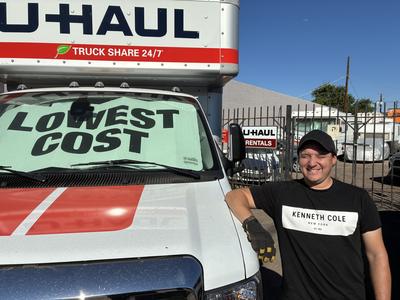 U-HAUL
TRUCK SHARE 24/7
LOWEST
COST
U-HAUL
RENTALS
KENNETH COLE
NEW YORK